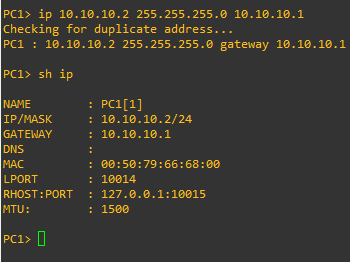 PC1> ip 10.10.10.2 255.255.255.0 10.10.10.1
Checking for duplicate address...
PC1 : 10.10.10.2 255.255.255.0 gateway 10.10.10.1
PC1> sh ip
NAME        : PC1[1]
IP/MASK     : 10.10.10.2/24
GATEWAY     : 10.10.10.1
DNS         :
MAC         : 00:50:79:66:68:00
LPORT       : 10014
RHOST:PORT  : 127.0.0.1:10015
MTU:        : 1500
PC1>